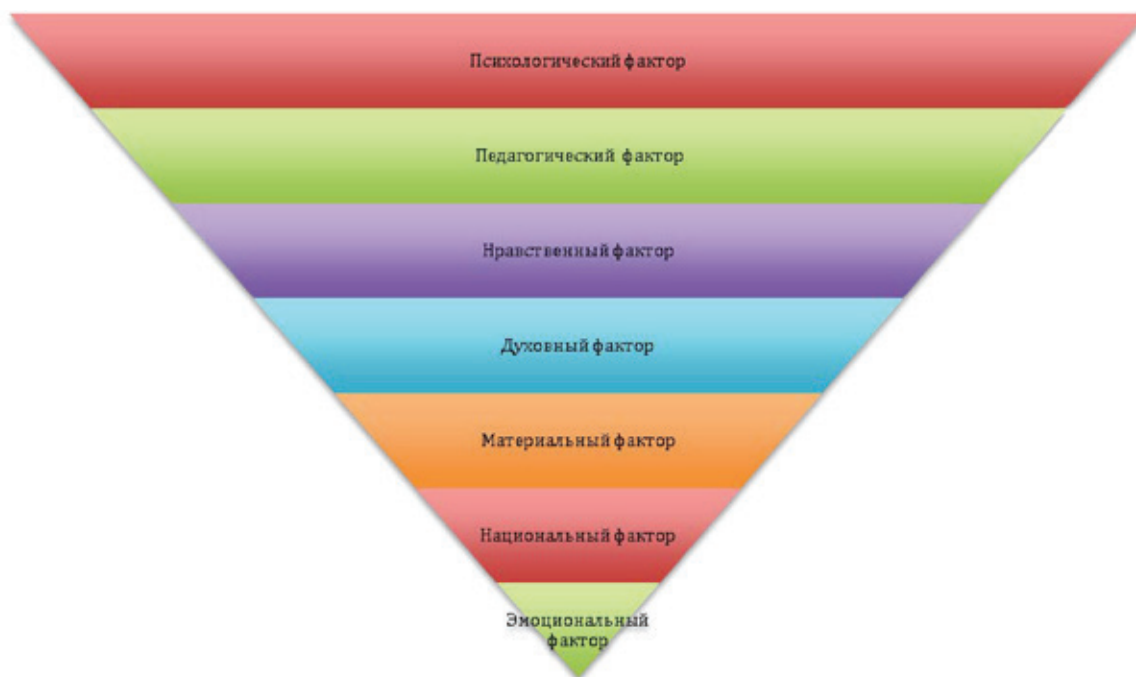 Психологический фактор
Педагогический фактор
Нравственный фактор
Духовный фактор
Материальный фактор
Национальный фактор
Эмоциональный
фактор